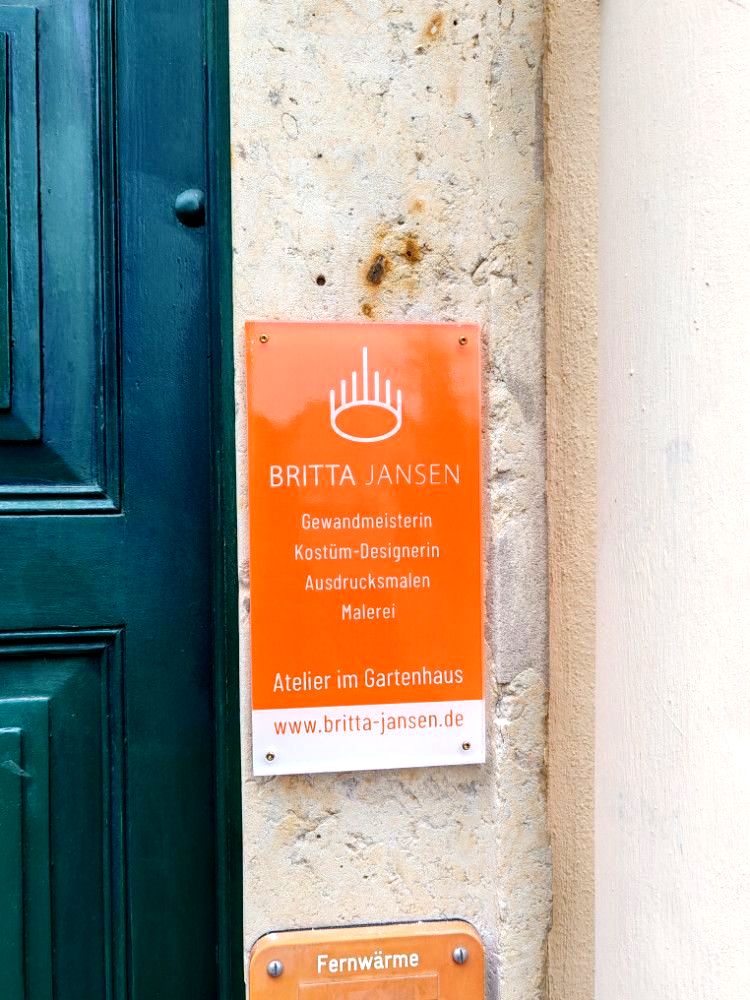 BRITTA JANSEN
Gewandmeisterin
Kostüm-Designerin
Ausdrucksmalen
Malerei
Atelier im Gartenhaus
www.britta-jansen.de
Fernwärme